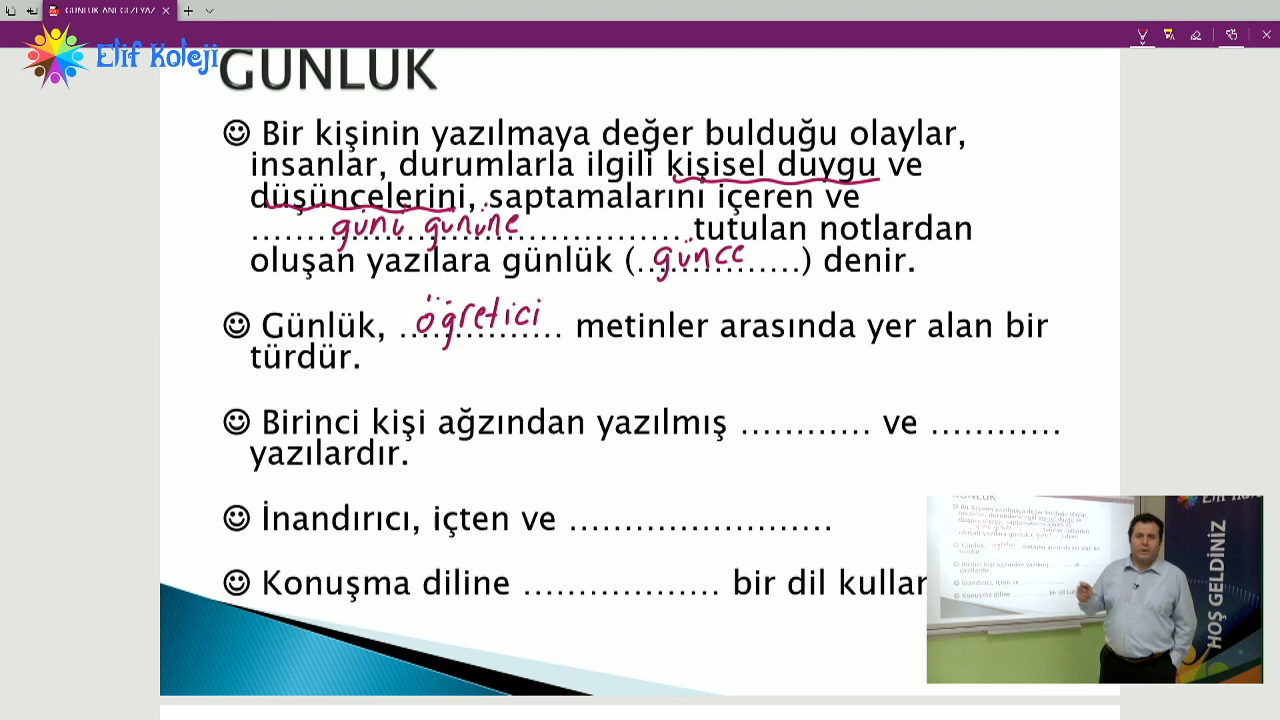 GÜNLÜK ANI GEZİ YAZ
Elif Koleji
GÜNLÜK
Bir kişinin yazılmaya değer bulduğu olaylar,
insanlar, durumlarla ilgili kişisel duygu ve
düşüncelerini, saptamalarını içeren ve
günü gününe tutulan notlardan
oluşan yazılara günlük (günce) denir.
Günlük, öğretici metinler arasında yer alan bir
türdür.
Birinci kişi ağzından yazılmış ………… ve …………
yazılardır.
İnandırıcı, içten ve ……………………
Konuşma diline ……………… bir dil kullan
HOŞ GELDİNİZ